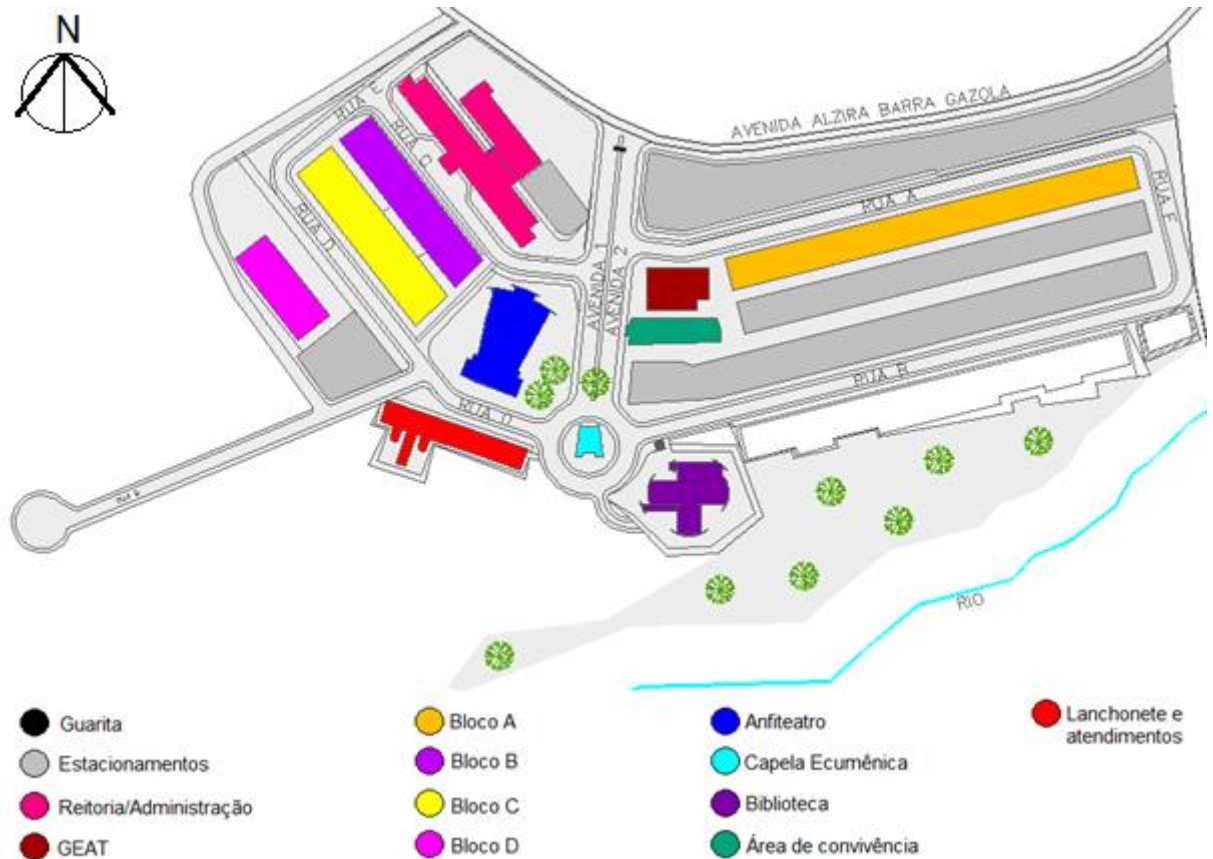 N
AVENIDA ALZIRA BARRA GAZOLA
RUA E
RUA C
RUA D
RUA A
RUA F
AVENIDA 1
AVENIDA 2
RUA B
RUA D
RIO
Guarita
Estacionamentos
Reitoria/Administração
GEAT
Bloco A
Bloco B
Bloco C
Bloco D
Anfiteatro
Capela Ecumênica
Biblioteca
Área de convivência
Lanchonete e
atendimentos